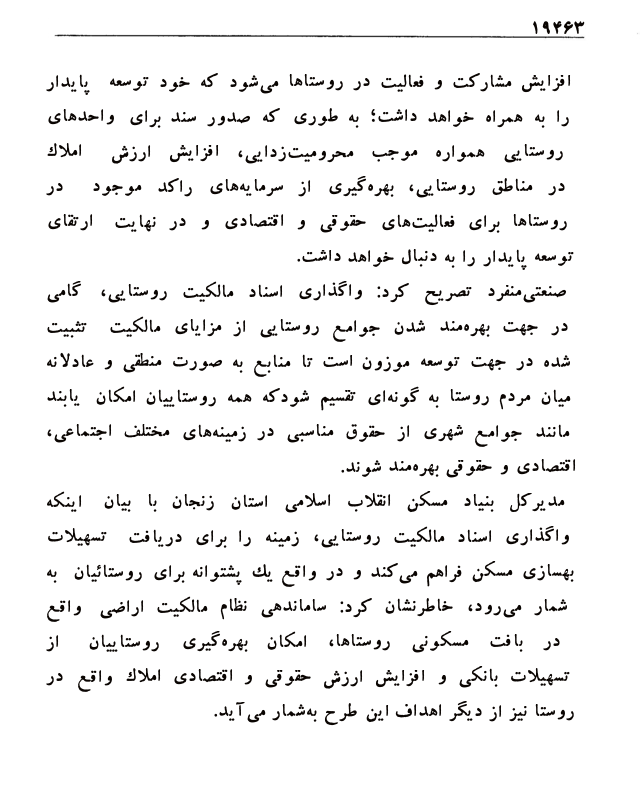 ۱۹۴۶۳
افزایش مشارکت و فعالیت در روستاها می‌شود که خود توسعه پایدار
را به همراه خواهد داشت؛ به طوری که صدور سند برای واحدهای
روستایی همواره موجب محرومیت‌زدایی، افزایش ارزش املاك
در مناطق روستایی، بهره‌گیری از سرمایه‌های راکد موجود در
روستاها برای فعالیت‌های حقوقی و اقتصادی و در نهایت ارتقای
توسعه پایدار را به دنبال خواهد داشت.
صنعتی‌منفرد تصریح کرد: واگذاری اسناد مالکیت روستایی، گامی
در جهت بهره‌مند شدن جوامع روستایی از مزایای مالکیت تثبیت
شده در جهت توسعه موزون است تا منابع به صورت منطقی و عادلانه
میان مردم روستا به گونه‌ای تقسیم شودکه همه روستاییان امکان یابند
مانند جوامع شهری از حقوق مناسبی در زمینه‌های مختلف اجتماعی،
اقتصادی و حقوقی بهره‌مند شوند.
مدیرکل بنیاد مسکن انقلاب اسلامی استان زنجان با بیان اینکه
واگذاری اسناد مالکیت روستایی، زمینه را برای دریافت تسهیلات
بهسازی مسکن فراهم می‌کند و در واقع يك پشتوانه برای روستائیان به
شمار می‌رود، خاطرنشان کرد: ساماندهی نظام مالکیت اراضی واقع
در بافت مسکونی روستاها، امکان بهره‌گیری روستاییان از
تسهیلات بانکی و افزایش ارزش حقوقی و اقتصادی املاك واقع در
روستا نیز از دیگر اهداف این طرح به‌شمار می‌آید.